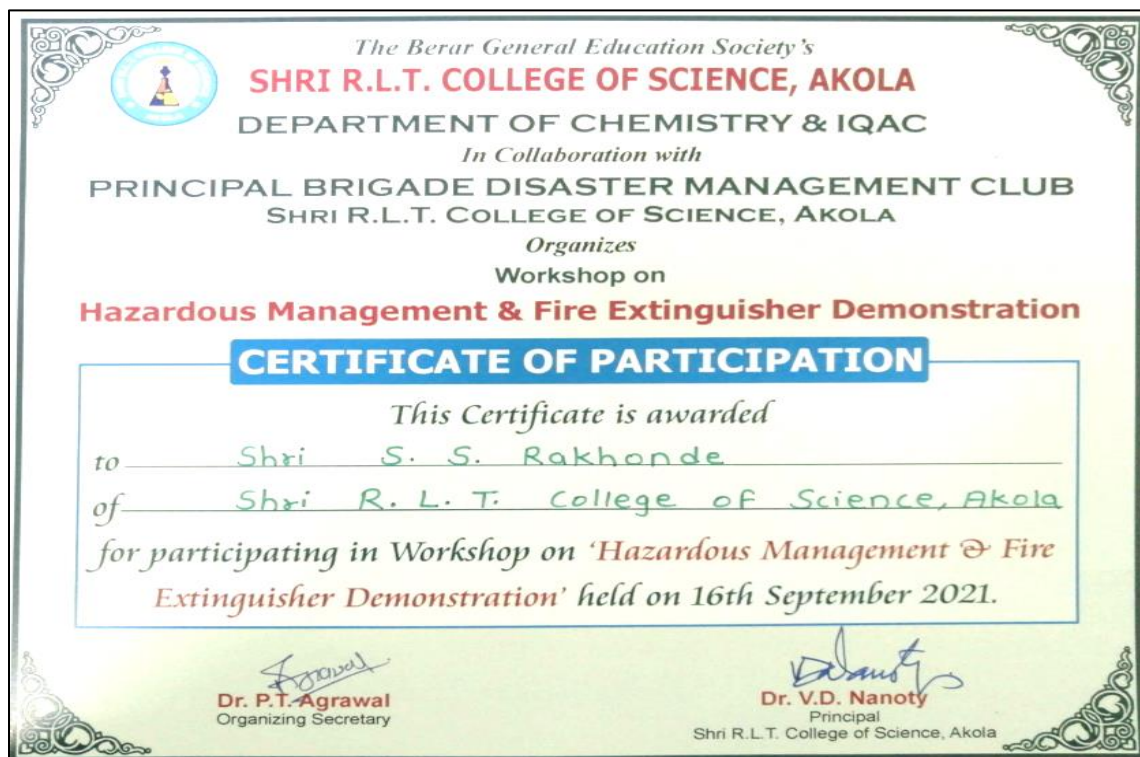 The Berar General Education Society's
SHRI R.L.T. COLLEGE OF SCIENCE, AKOLA
DEPARTMENT OF CHEMISTRY & IQAC
In Collaboration with
PRINCIPAL BRIGADE DISASTER MANAGEMENT CLUB
SHRI R.L.T. COLLEGE OF SCIENCE, AKOLA
Organizes
Workshop on
Hazardous Management & Fire Extinguisher Demonstration
CERTIFICATE OF PARTICIPATION
This Certificate is awarded
to Shri S. S. Rakhonde
of Shri R. L. T. College of Science, Akola
for participating in Workshop on 'Hazardous Management & Fire
Extinguisher Demonstration' held on 16th September 2021.
Dr. P.T. Agrawal
Organizing Secretary
Dr. V.D. Nanoty
Principal
Shri R.L.T. College of Science, Akola